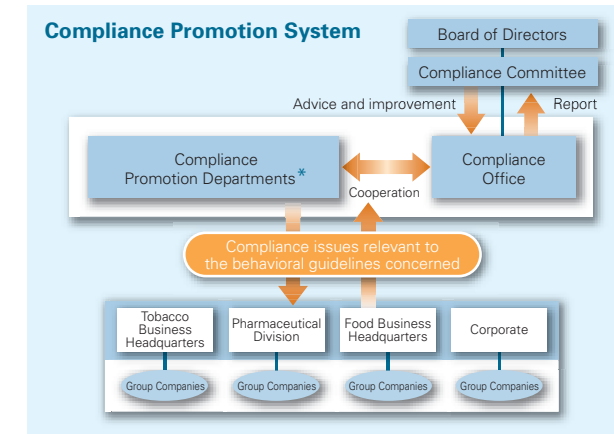 Compliance Promotion System
Board of Directors
Compliance Committee
Advice and improvement
Report
Compliance
Promotion Departments*
Cooperation
Compliance
Office
Compliance issues relevant to
the behavioral guidelines concerned
Tobacco
Business
Headquarters
Pharmaceutical
Division
Food Business
Headquarters
Corporate
Group Companies
Group Companies
Group Companies
Group Companies